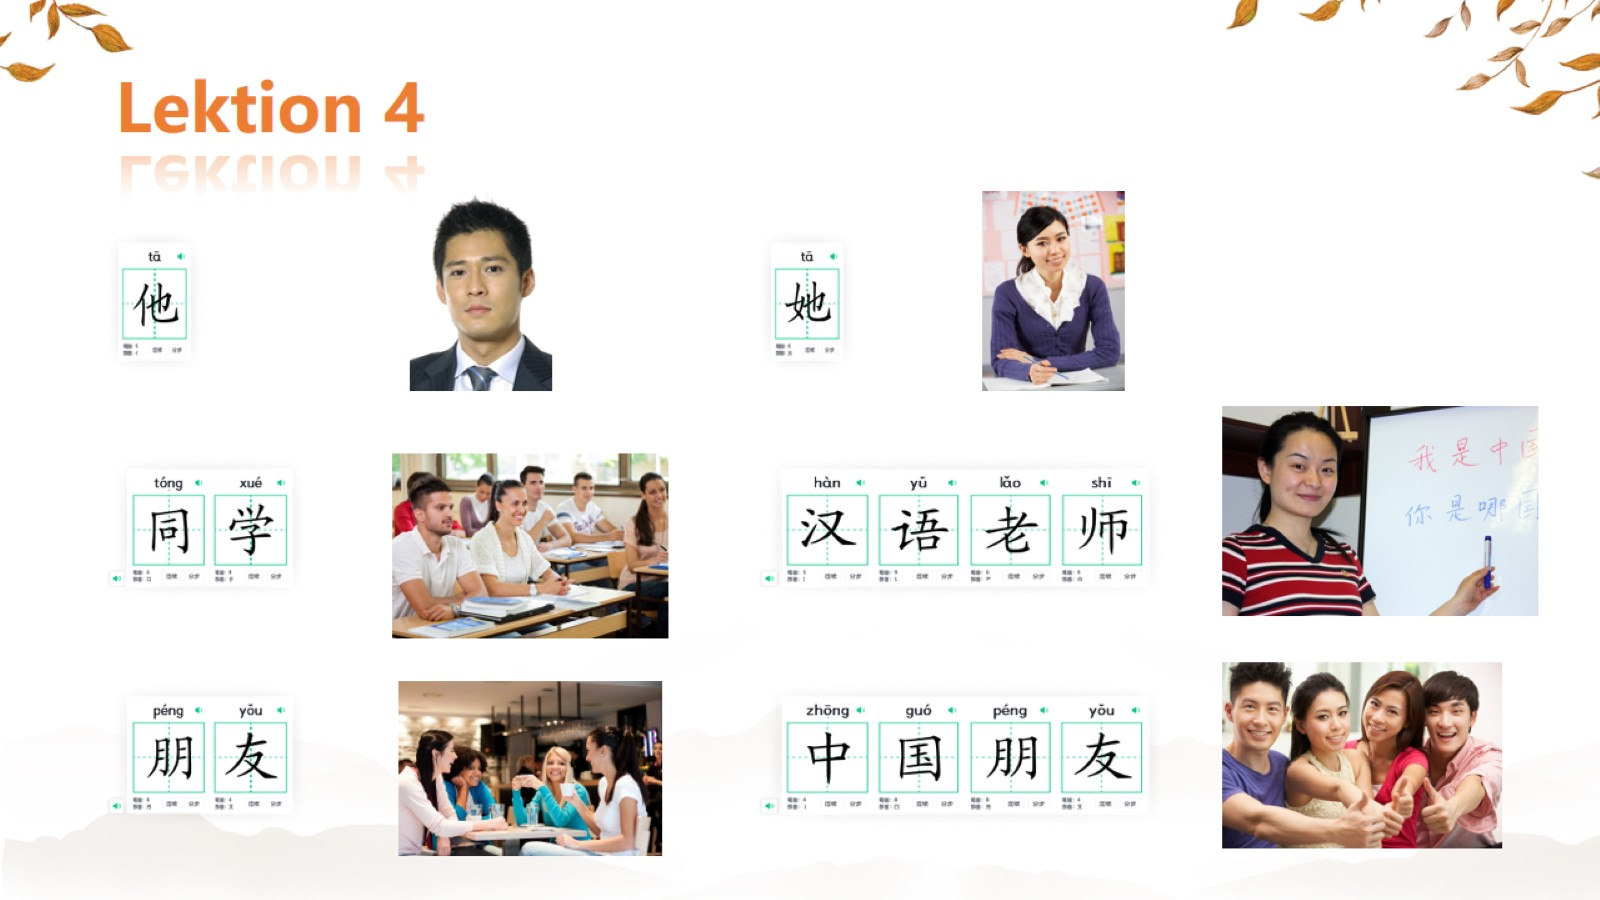 Lektion 4
tā
他
tā
她
tóng xué
同学
hàn yǔ lǎo shī
汉语老师
我是中国
你是哪国
péng yǒu
朋友
zhōng guó péng yǒu
中国朋友